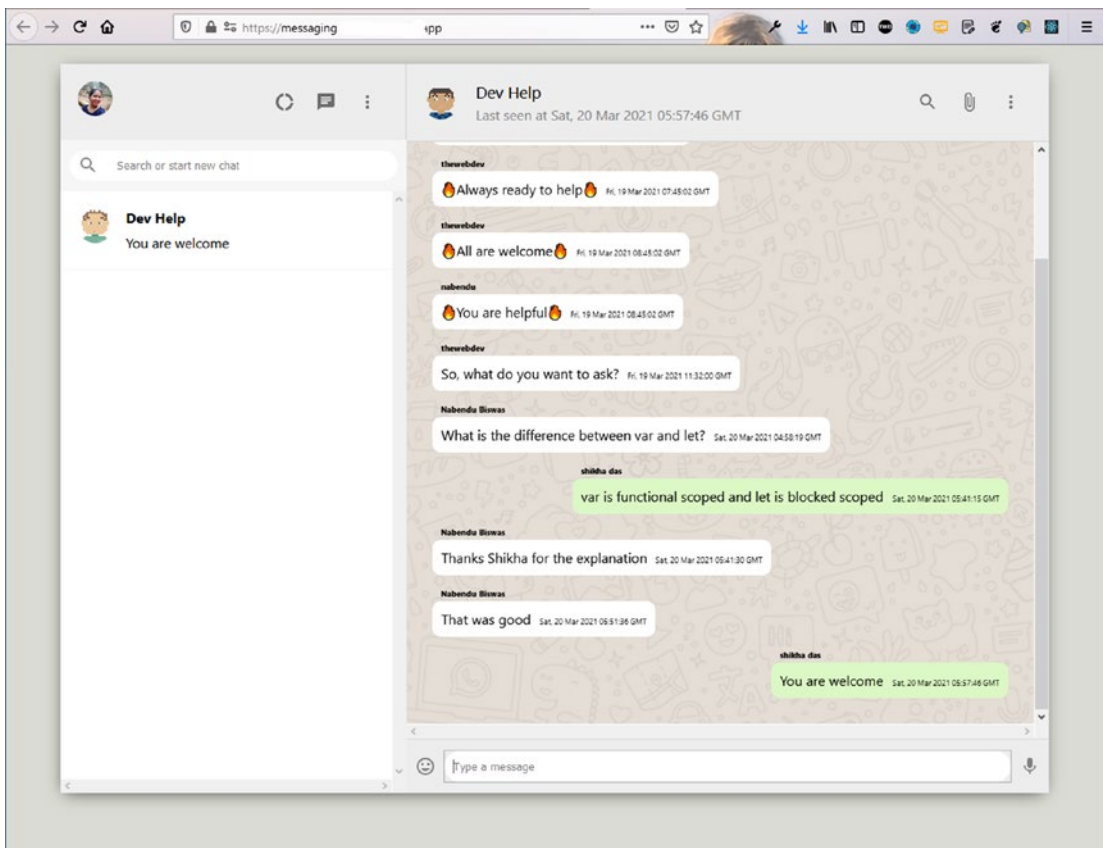 https://messaging
app
Dev Help
Last seen at Sat, 20 Mar 2021 05:57:46 GMT
Search or start new chat
Dev Help
You are welcome
thewebdev
🔥Always ready to help🔥 Fri, 19 Mar 2021 07:45:02 GMT
thewebdev
🔥All are welcome🔥 Fri, 19 Mar 2021 08:45:02 GMT
nabendu
🔥You are helpful🔥 Fri, 19 Mar 2021 08:45:02 GMT
thewebdev
So, what do you want to ask? Fri, 19 Mar 2021 11:32:00 GMT
Nabendu Biswas
What is the difference between var and let? Sat, 20 Mar 2021 04:58:19 GMT
shikha das
var is functional scoped and let is blocked scoped Sat, 20 Mar 2021 05:41:15 GMT
Nabendu Biswas
Thanks Shikha for the explanation Sat, 20 Mar 2021 05:41:30 GMT
Nabendu Biswas
That was good Sat, 20 Mar 2021 05:51:36 GMT
shikha das
You are welcome Sat, 20 Mar 2021 05:57:46 GMT
Type a message